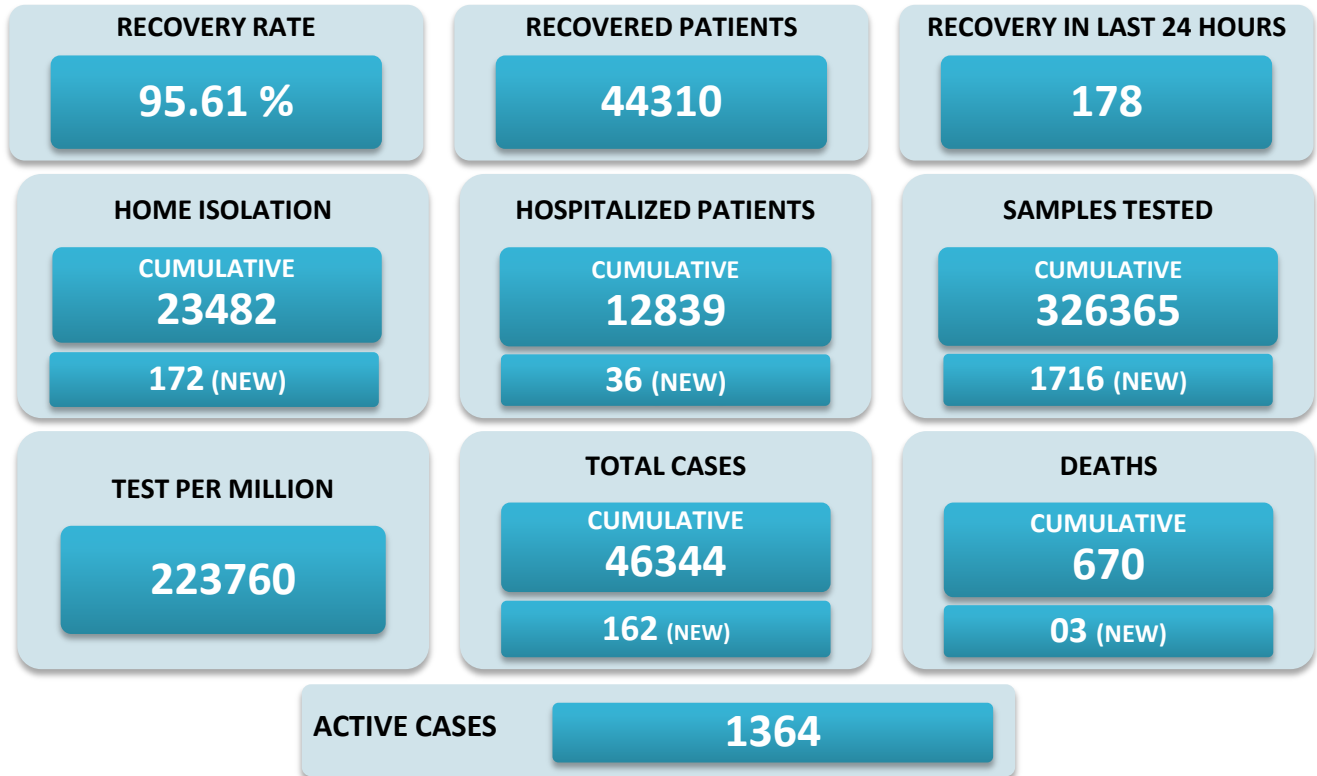 RECOVERY RATE
95.61 %
RECOVERED PATIENTS
44310
RECOVERY IN LAST 24 HOURS
178
HOME ISOLATION
CUMULATIVE
23482
172 (NEW)
HOSPITALIZED PATIENTS
CUMULATIVE
12839
36 (NEW)
SAMPLES TESTED
CUMULATIVE
326365
1716 (NEW)
TEST PER MILLION
223760
TOTAL CASES
CUMULATIVE
46344
162 (NEW)
DEATHS
CUMULATIVE
670
03 (NEW)
ACTIVE CASES
1364